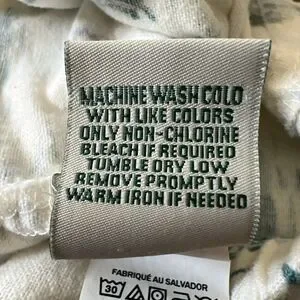 MACHINE WASH COLD
WITH LIKE COLORS
ONLY NON-CHLORINE
BLEACH IF REQUIRED
TUMBLE DRY LOW
REMOVE PROMPTLY
WARM IRON IF NEEDED
FABRIQUÉ AU SALVADOR
30